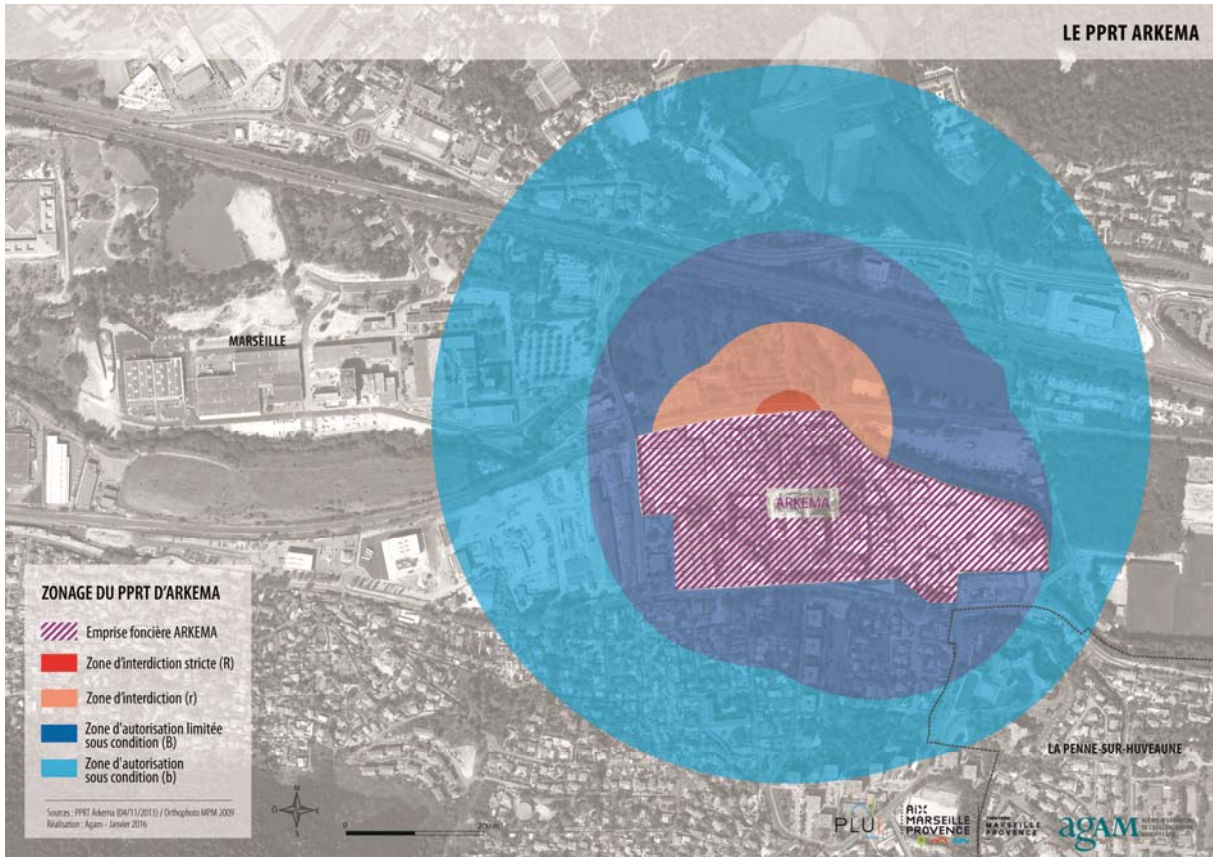 LE PPRT ARKEMA
MARSEILLE
ARKEMA
ZONAGE DU PPRT D'ARKEMA
Emprise foncière ARKEMA
Zone d'interdiction stricte (R)
Zone d'interdiction (r)
Zone d'autorisation limitée
sous condition (B)
Zone d'autorisation
sous condition (b)
LA PENNE-SUR-HUVEAUNE
Sources : PPRT Arkema (04/11/2013) / Orthophoto MPM 2009
Réalisation : Agam - Janvier 2016
N
O
E
S
0
200 m
PLUi
AIX
MARSEILLE
PROVENCE
MARSEILLE
PROVENCE
agAM